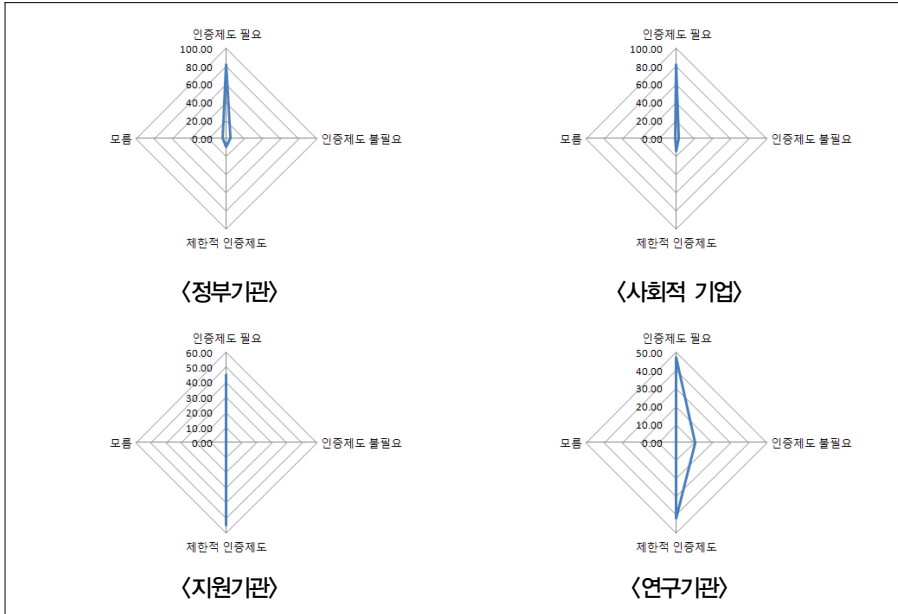 인증제도 필요
100.00
80.00
60.00
40.00
20.00
0.00
모름
인증제도 불필요
제한적 인증제도
〈정부기관〉
인증제도 필요
100.00
80.00
60.00
40.00
20.00
0.00
모름
인증제도 불필요
제한적 인증제도
〈사회적 기업〉
인증제도 필요
60.00
50.00
40.00
30.00
20.00
10.00
0.00
모름
인증제도 불필요
제한적 인증제도
〈지원기관〉
인증제도 필요
50.00
40.00
30.00
20.00
10.00
0.00
모름
인증제도 불필요
제한적 인증제도
〈연구기관〉